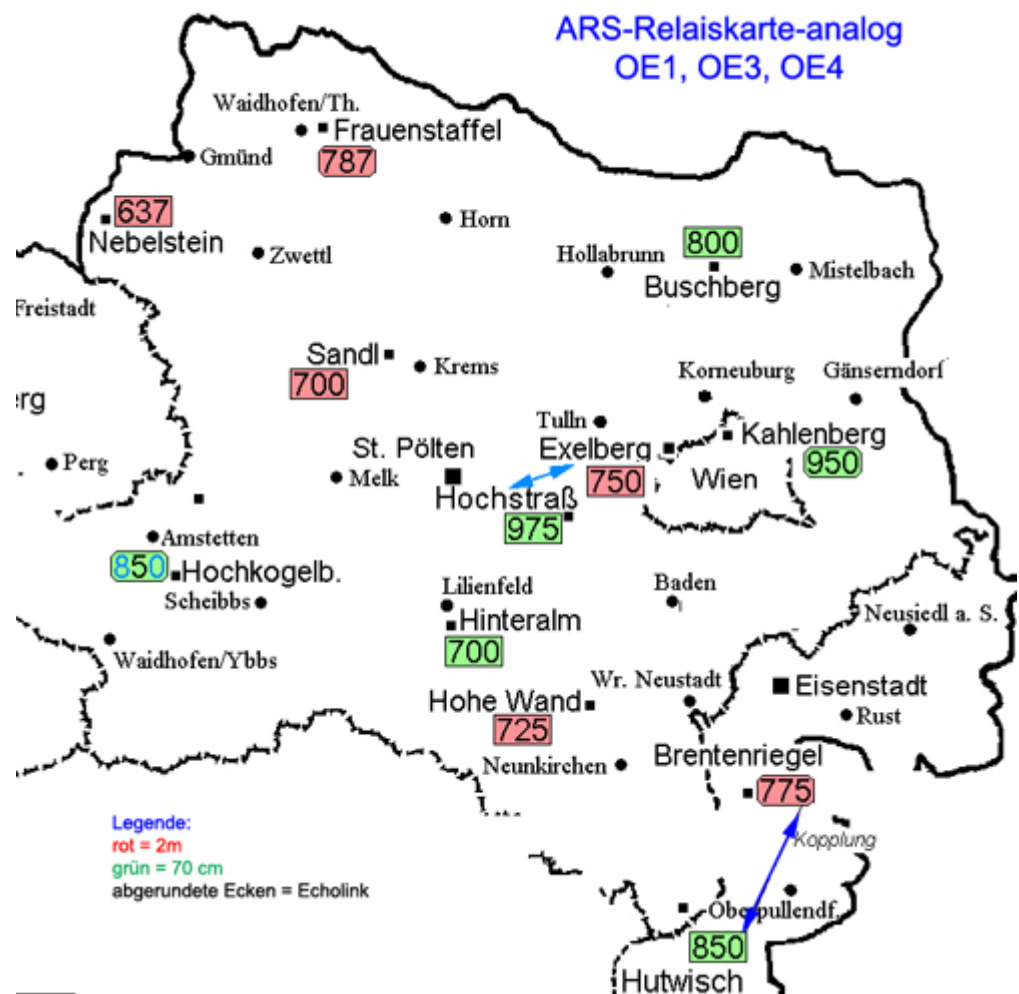 ARS-Relaiskarte-analog
OE1, OE3, OE4
Waidhofen/Th.
Frauenstaffel
787
Gmünd
637
Nebelstein
Horn
Zwettl
800
Hollabrunn
Mistelbach
Buschberg
Freistadt
Sandl
700
Krems
Korneuburg
Gänserndorf
erg
Tulln
Kahlenberg
950
St. Pölten
Exelberg
750
Wien
Perg
Melk
Hochstraß
975
Amstetten
850
Hochkogelb.
Scheibbs
Lilienfeld
Hinteralm
700
Baden
Neusiedl a. S.
Waidhofen/Ybbs
Wr. Neustadt
Eisenstadt
Hohe Wand
725
Rust
Neunkirchen
Brentenriegel
775
Kopplung
Legende:
rot = 2m
grün = 70 cm
abgerundete Ecken = Echolink
Oberpullendf.
850
Hutwisch